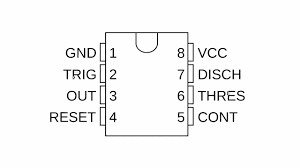 GND 1 8 VCC
TRIG 2 7 DISCH
OUT 3 6 THRES
RESET 4 5 CONT